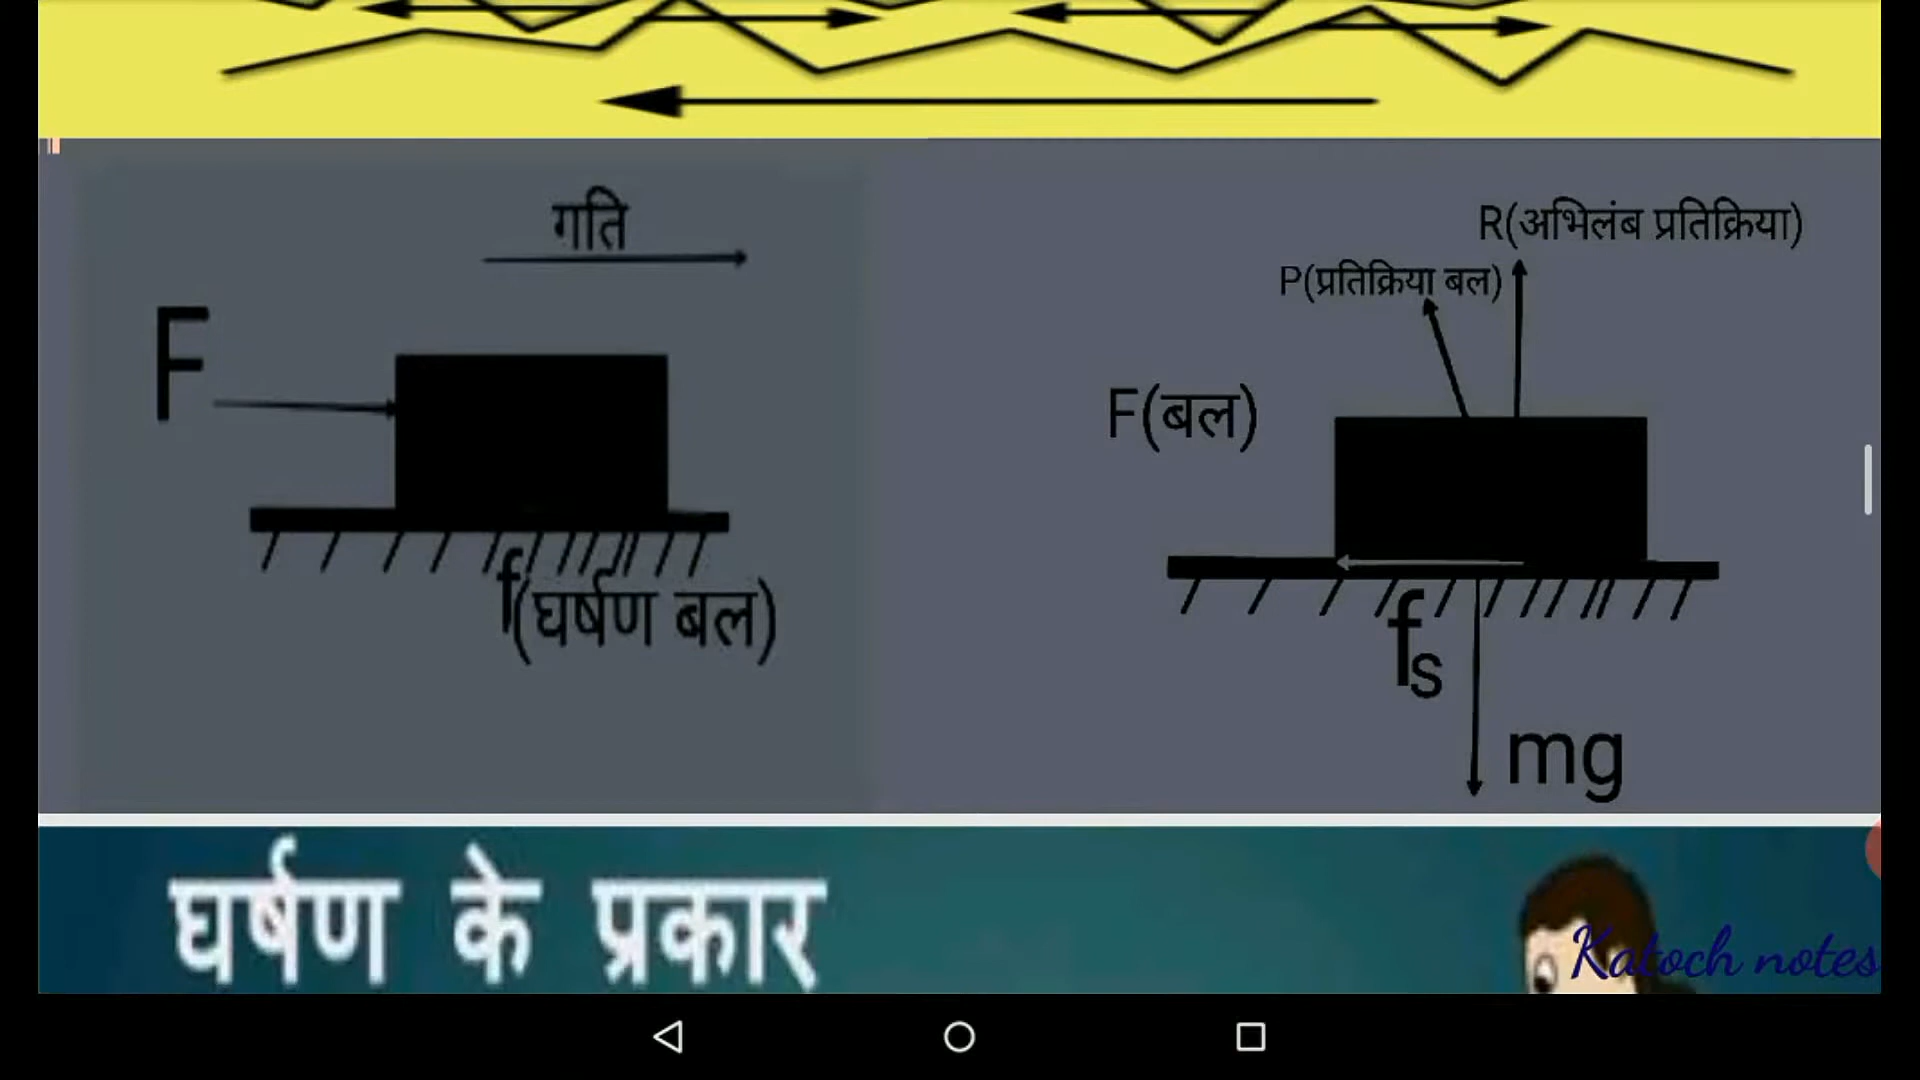 गति
F
f(घर्षण बल)
R(अभिलंब प्रतिक्रिया)
P(प्रतिक्रिया बल)
F(बल)
fs
mg
घर्षण के प्रकार
Katoch notes